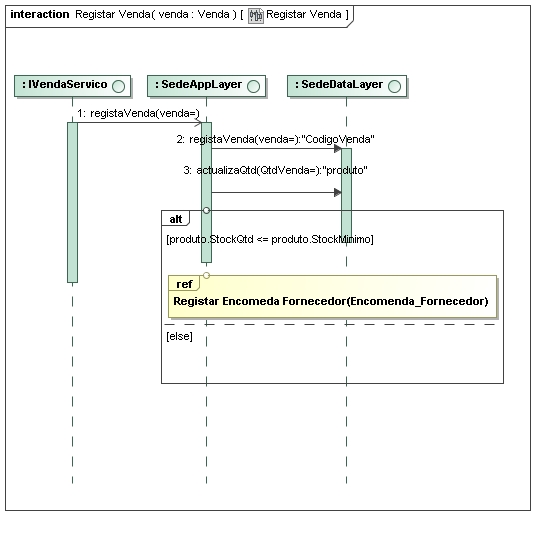 interaction Registar Venda( venda : Venda ) [ Registar Venda ]
: IVendaServico
: SedeAppLayer
: SedeDataLayer
1: registaVenda(venda=)
2: registaVenda(venda=):"CodigoVenda"
3: actualizaQtd(QtdVenda=):"produto"
alt
[produto.StockQtd <= produto.StockMinimo]
ref
Registar Encomeda Fornecedor(Encomenda_Fornecedor)
[else]